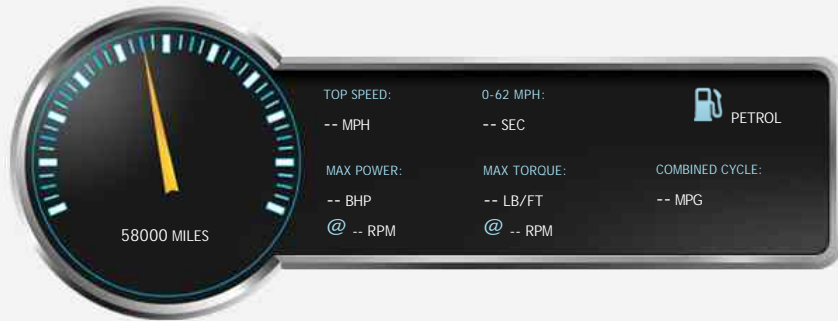 TOP SPEED:
-- MPH
0-62 MPH:
-- SEC
PETROL
MAX POWER:
-- BHP
@ -- RPM
MAX TORQUE:
-- LB/FT
@ -- RPM
COMBINED CYCLE:
-- MPG
58000 MILES